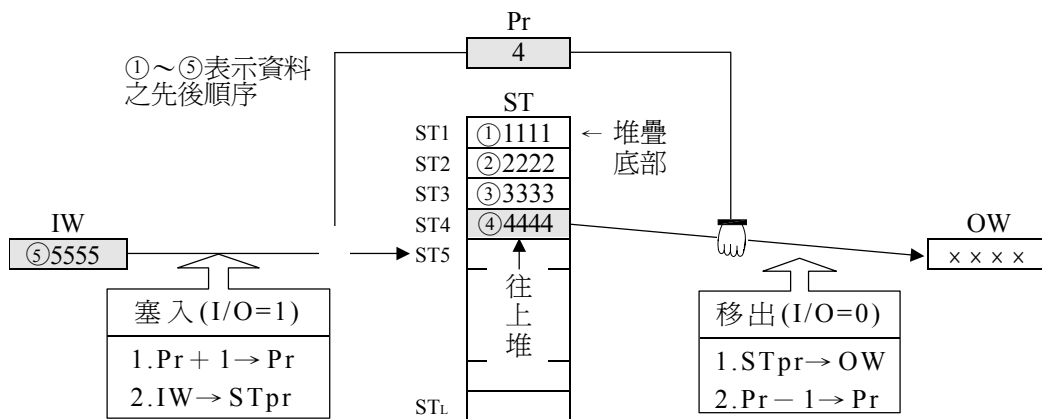 Pr
4
①～⑤表示資料
之先後順序
ST
ST1 ①1111 ← 堆疊
底部
ST2 ②2222
ST3 ③3333
ST4 ④4444
IW
⑤5555
ST5
OW
××××
往
上
堆
塞入(I/O=1)
1.Pr＋1→Pr
2.IW→STpr
移出(I/O=0)
1.STpr→OW
2.Pr－1→Pr
STL